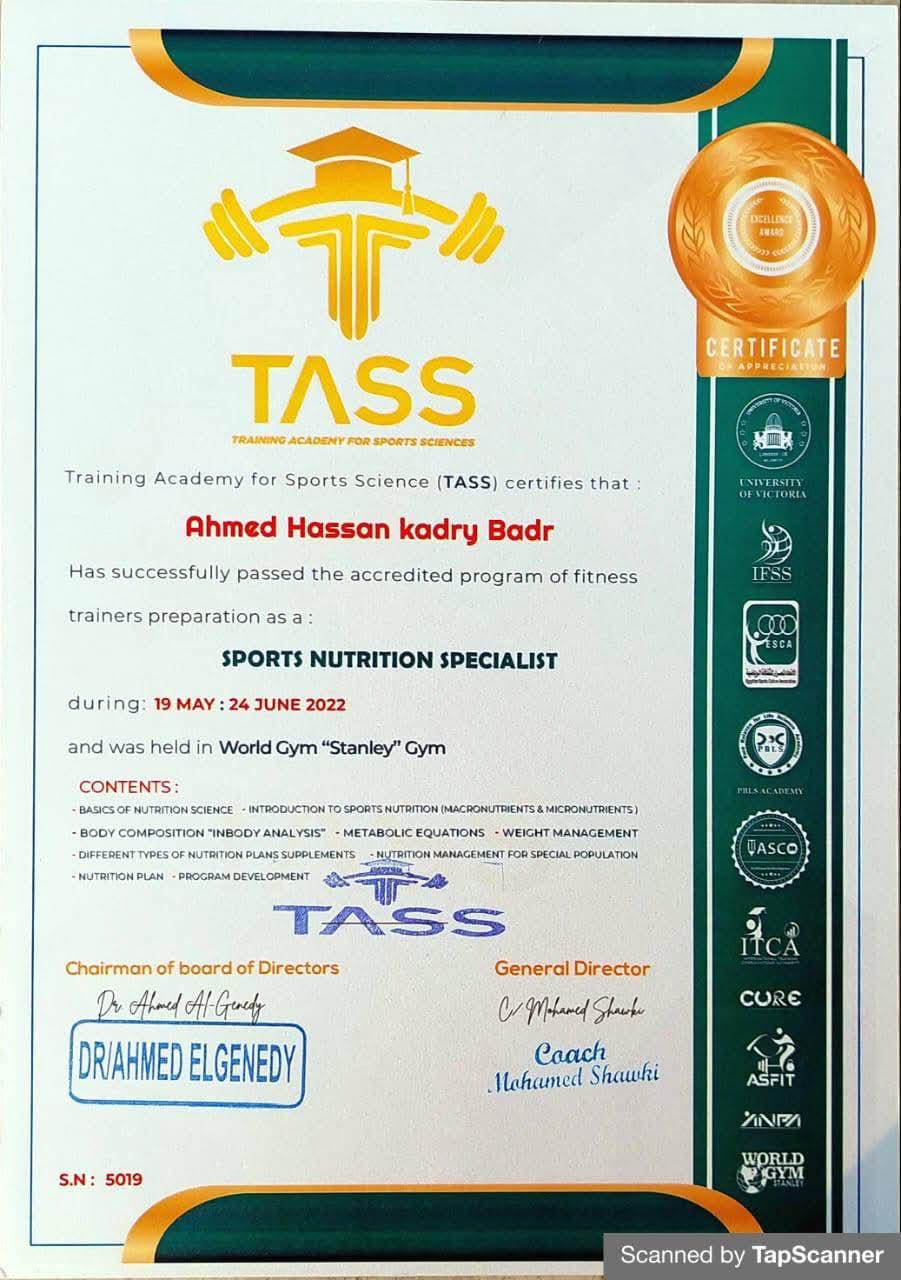 TASS
TRAINING ACADEMY FOR SPORTS SCIENCES
EXCELLENCE
AWARD
CERTIFICATE
OF APPRECIATION
Training Academy for Sports Science (TASS) certifies that :
Ahmed Hassan kadry Badr
Has successfully passed the accredited program of fitness
trainers preparation as a :
SPORTS NUTRITION SPECIALIST
during: 19 MAY : 24 JUNE 2022
and was held in World Gym “Stanley” Gym
CONTENTS :
- BASICS OF NUTRITION SCIENCE - INTRODUCTION TO SPORTS NUTRITION (MACRONUTRIENTS & MICRONUTRIENTS )
- BODY COMPOSITION "INBODY ANALYSIS" - METABOLIC EQUATIONS - WEIGHT MANAGEMENT
- DIFFERENT TYPES OF NUTRITION PLANS SUPPLEMENTS - NUTRITION MANAGEMENT FOR SPECIAL POPULATION
- NUTRITION PLAN - PROGRAM DEVELOPMENT
TASS
Chairman of board of Directors
Dr. Ahmed Al-Genedy
DR/AHMED ELGENEDY
General Director
C/ Mohamed Shawki
Coach
Mohamed Shawki
S.N : 5019
UNIVERSITY OF VICTORIA
UNIVERSITY
OF VICTORIA
IFSS
ESCA
PBLS
PBLS ACADEMY
TASCO
ITCA
CURE
ASFIT
WORLD
GYM
STANLEY
Scanned by TapScanner